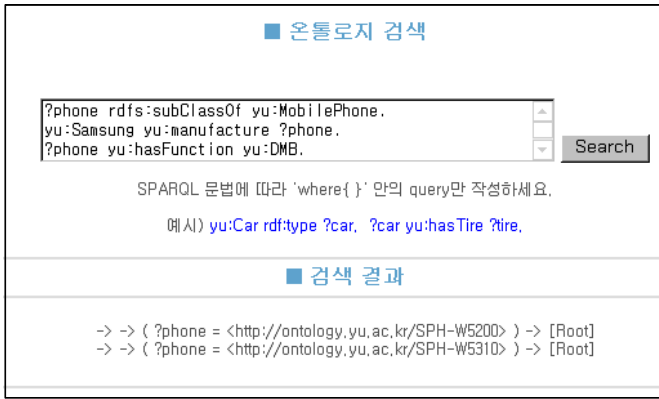 ■ 온톨로지 검색
?phone rdfs:subClassOf yu:MobilePhone.
yu:Samsung yu:manufacture ?phone.
?phone yu:hasFunction yu:DMB.
Search
SPARQL 문법에 따라 'where{ }' 안의 query만 작성하세요.
예시) yu:Car rdf:type ?car. ?car yu:hasTire ?tire.
■ 검색 결과
-> -> ( ?phone = <http://ontology.yu.ac.kr/SPH-W5200> ) -> [Root]
-> -> ( ?phone = <http://ontology.yu.ac.kr/SPH-W5310> ) -> [Root]